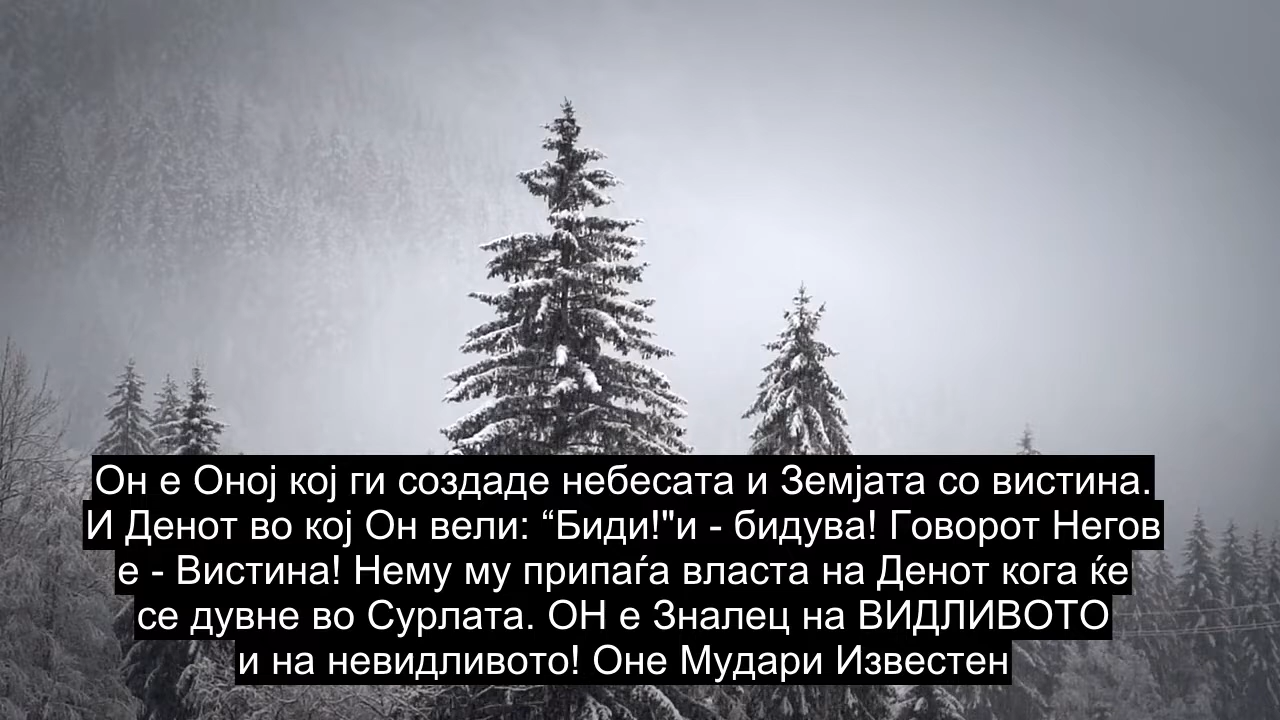 Он е Оној кој ги создаде небесата и Земјата со вистина.
И Денот во кој Он вели: “Биди!"и - бидува! Говорот Негов
е - Вистина! Нему му припаѓа власта на Денот кога ќе
се дувне во Сурлата. ОН е Зналец на ВИДЛИВОТО
и на невидливото! Оне Мудари Известен